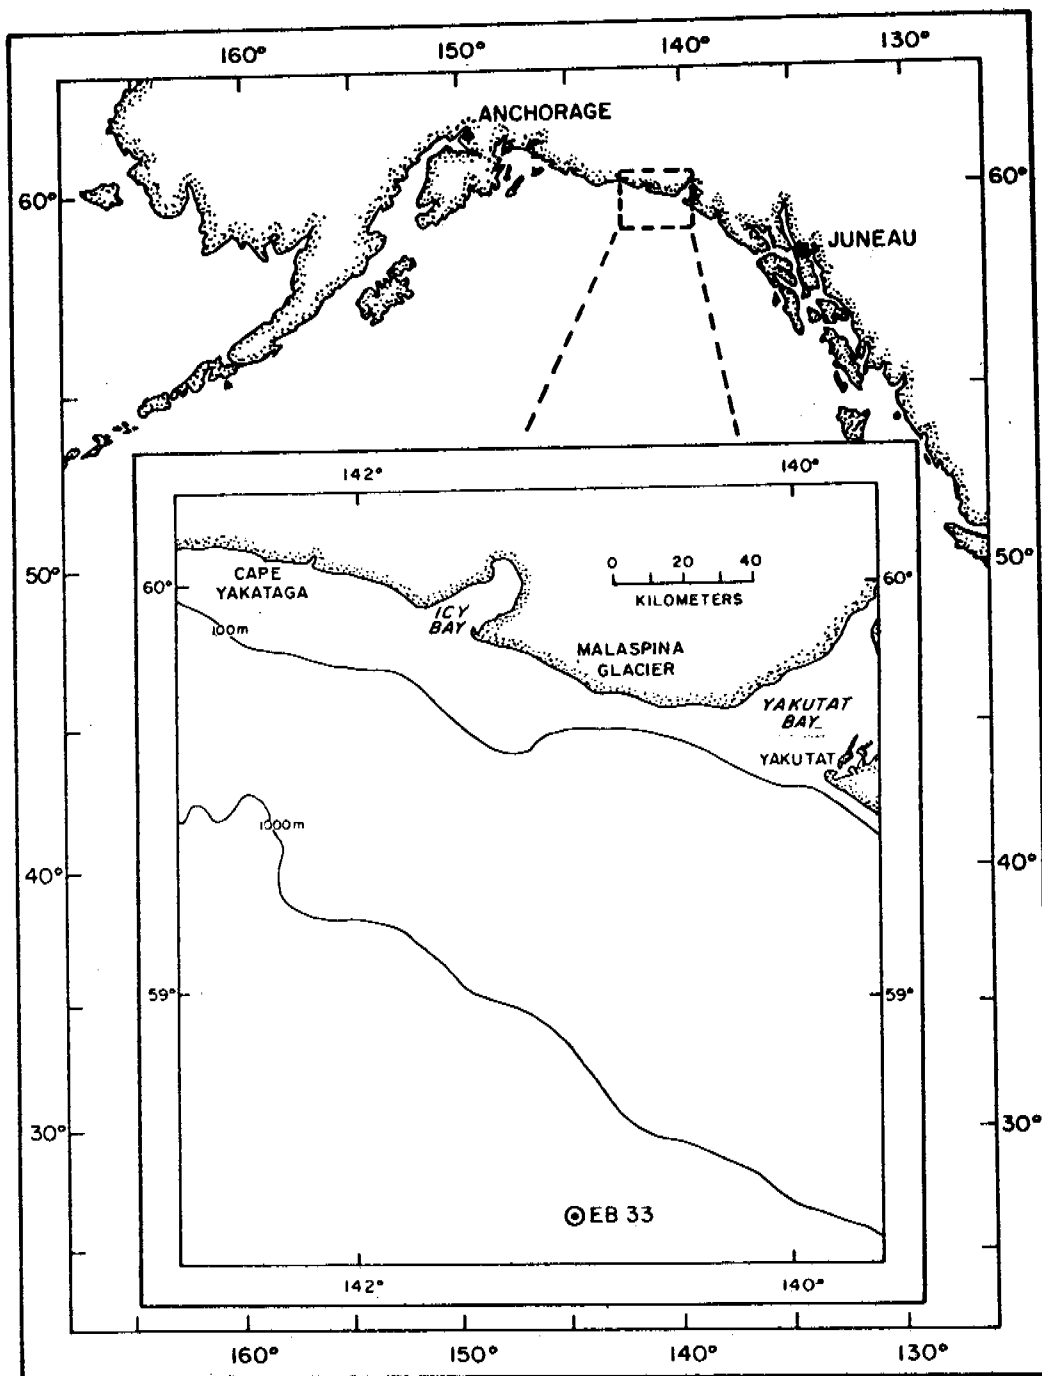 160° 150° 140° 130°
ANCHORAGE
60° 60°
JUNEAU
142° 140°
0 20 40
KILOMETERS
60° 60°
CAPE
YAKATAGA
ICY
BAY
100m
MALASPINA
GLACIER
YAKUTAT
BAY
YAKUTAT
1000m
50° 50°
40° 40°
59° 59°
30° 30°
EB 33
142° 140°
160° 150° 140° 130°